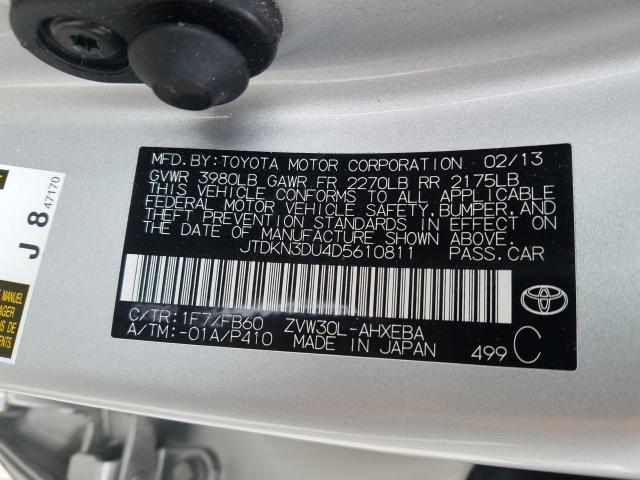 MFD.BY:TOYOTA MOTOR CORPORATION 02/13
GVWR 3980LB GAWR FR 2270LB RR 2175LB
THIS VEHICLE CONFORMS TO ALL APPLICABLE
FEDERAL MOTOR VEHICLE SAFETY, BUMPER, AND
THEFT PREVENTION STANDARDS IN EFFECT ON
THE DATE OF MANUFACTURE SHOWN ABOVE.
JTDKN3DU4D5610811 PASS.CAR
C/TR:1F7/FB60 ZVW30L-AHXEBA
A/TM:-01A/P410 MADE IN JAPAN 499 C
J 8 47170